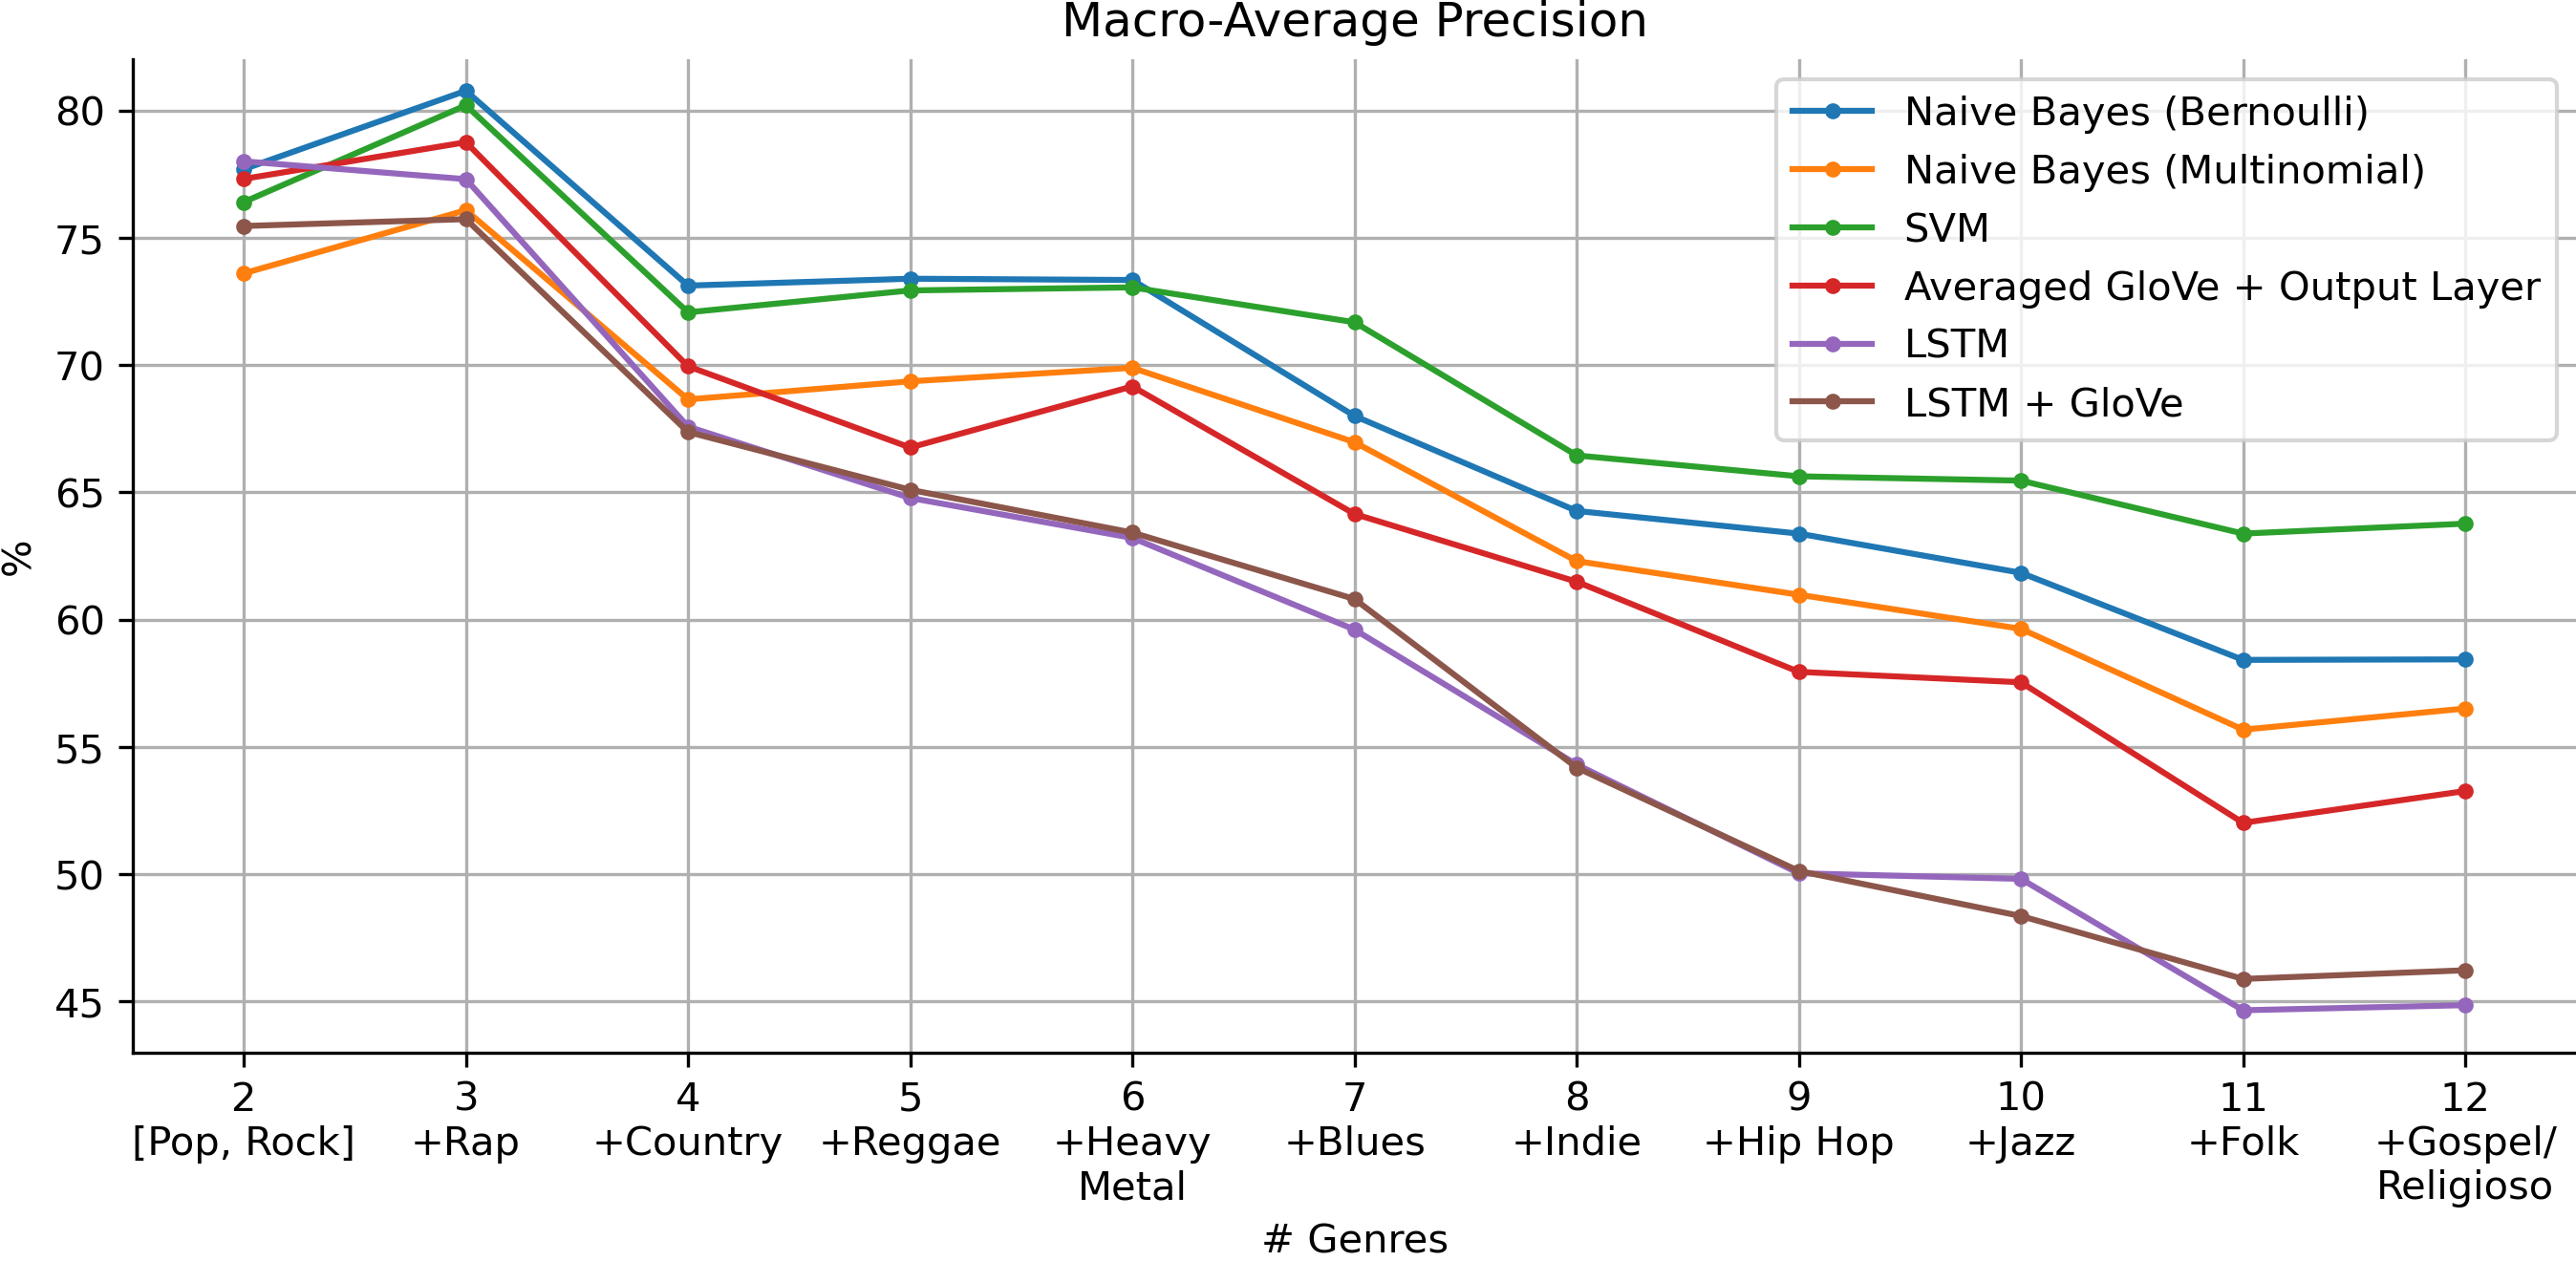 Macro-Average Precision
80
75
70
65
60
55
50
45
%
Naive Bayes (Bernoulli)
Naive Bayes (Multinomial)
SVM
Averaged GloVe + Output Layer
LSTM
LSTM + GloVe
2 3 4 5 6 7 8 9 10 11 12
[Pop, Rock] +Rap +Country +Reggae +Heavy +Blues +Indie +Hip Hop +Jazz +Folk +Gospel/
Metal Religioso
# Genres